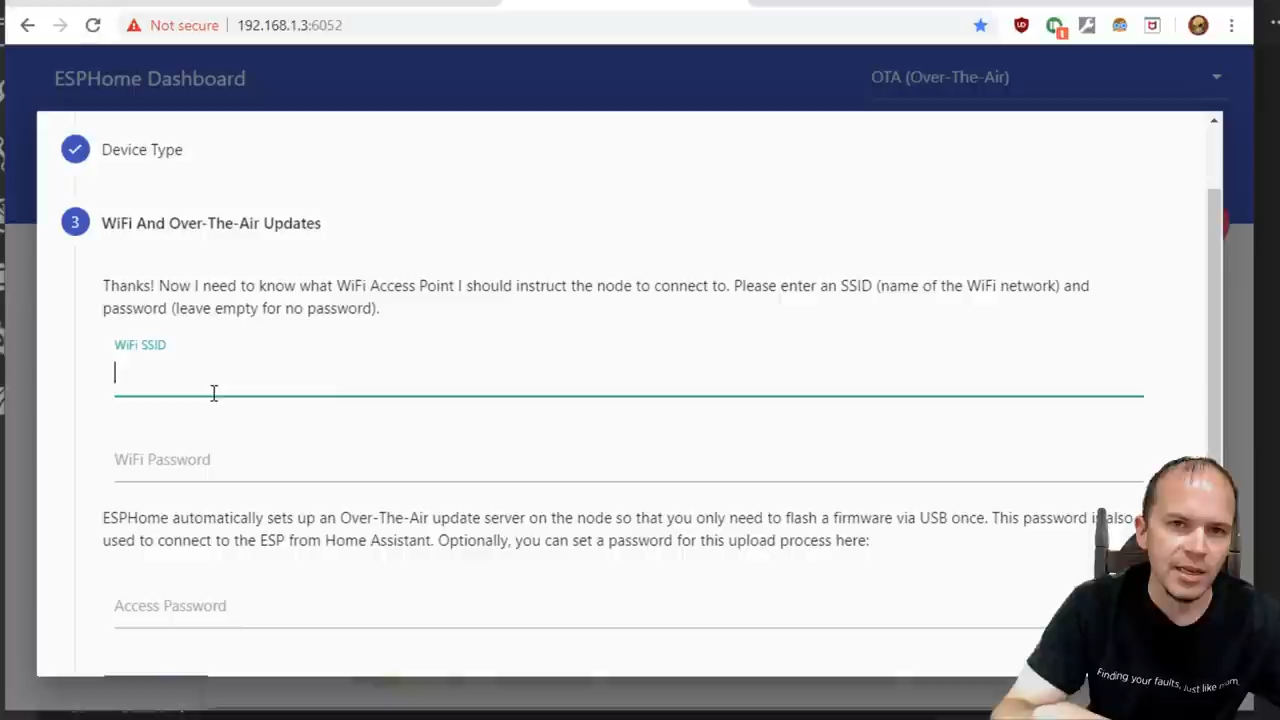 Not secure
192.168.1.3:6052
ESPHome Dashboard
OTA (Over-The-Air)
Device Type
3
WiFi And Over-The-Air Updates
Thanks! Now I need to know what WiFi Access Point I should instruct the node to connect to. Please enter an SSID (name of the WiFi network) and
password (leave empty for no password).
WiFi SSID
WiFi Password
ESPHome automatically sets up an Over-The-Air update server on the node so that you only need to flash a firmware via USB once. This password is also
used to connect to the ESP from Home Assistant. Optionally, you can set a password for this upload process here:
Access Password
Finding your faults, just like mom